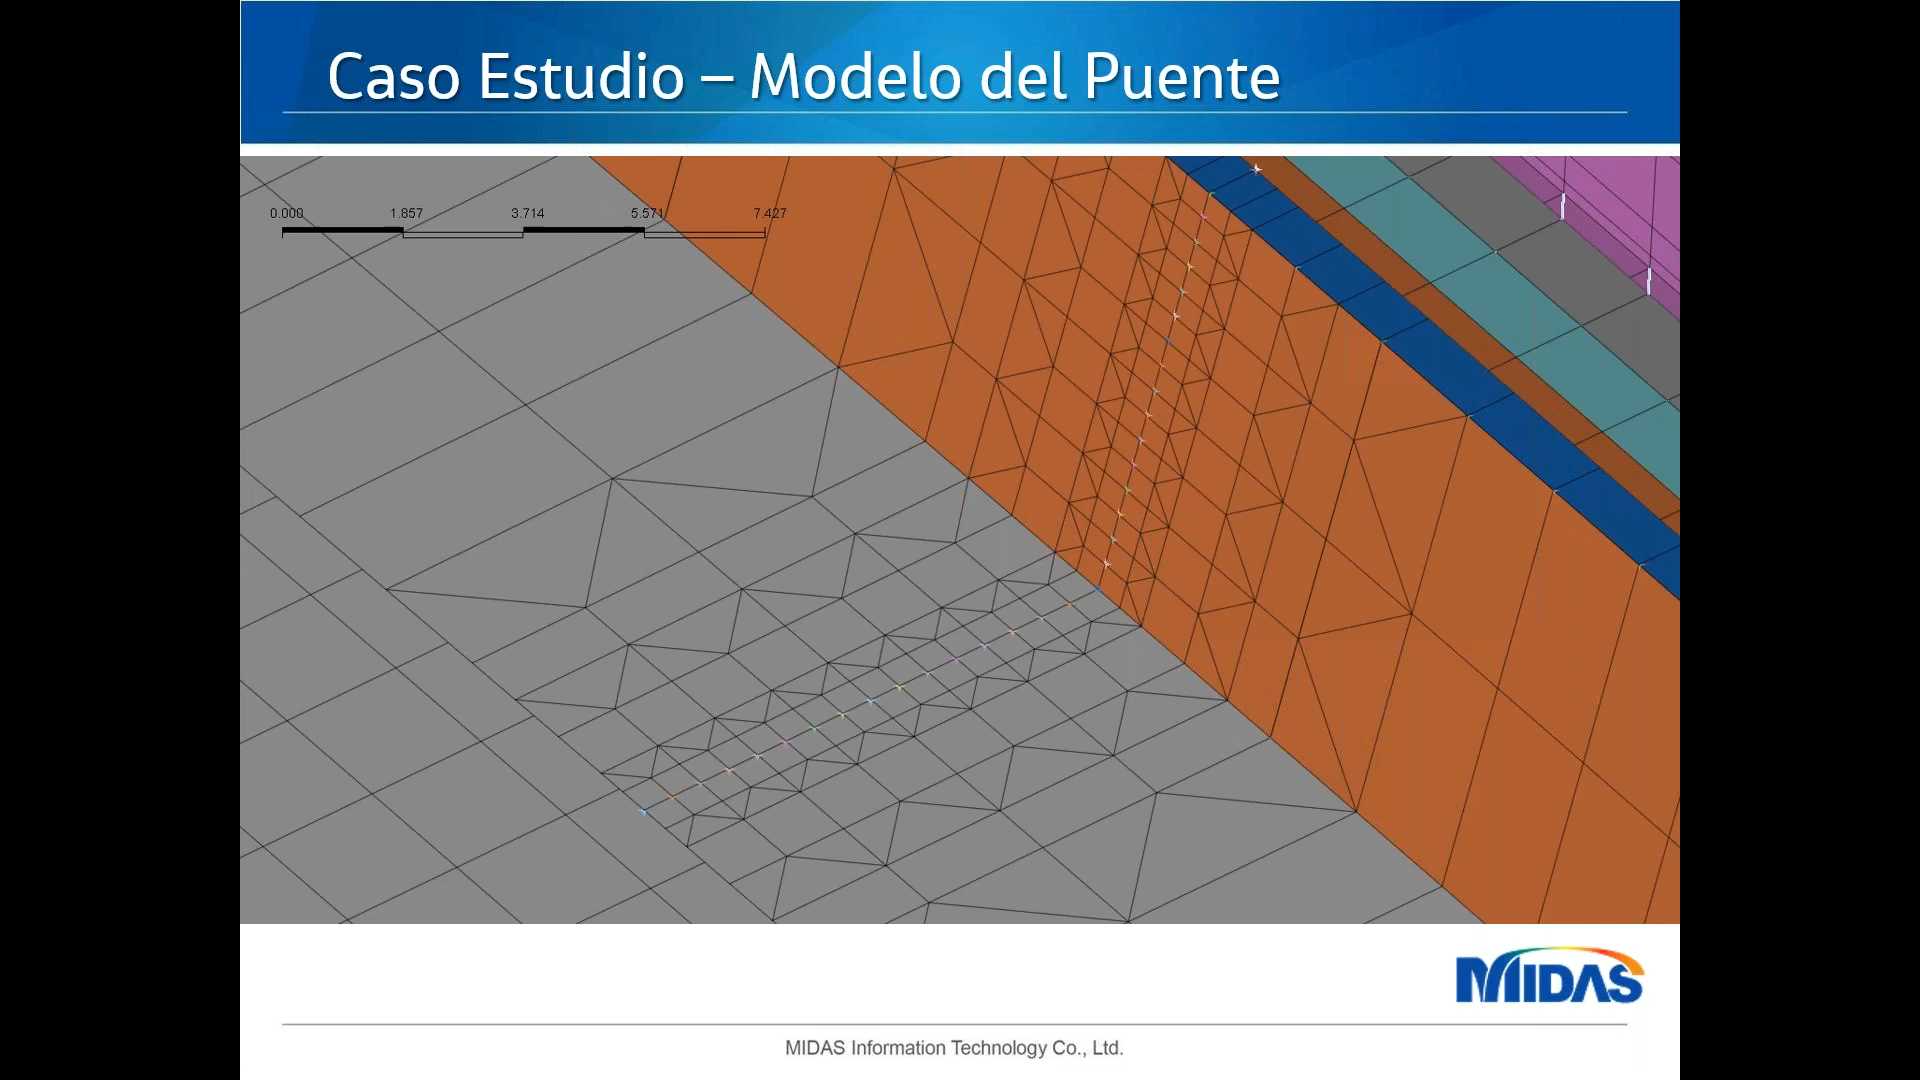 Caso Estudio – Modelo del Puente
0.000 1.857 3.714 5.571 7.427
MIDAS
MIDAS Information Technology Co., Ltd.